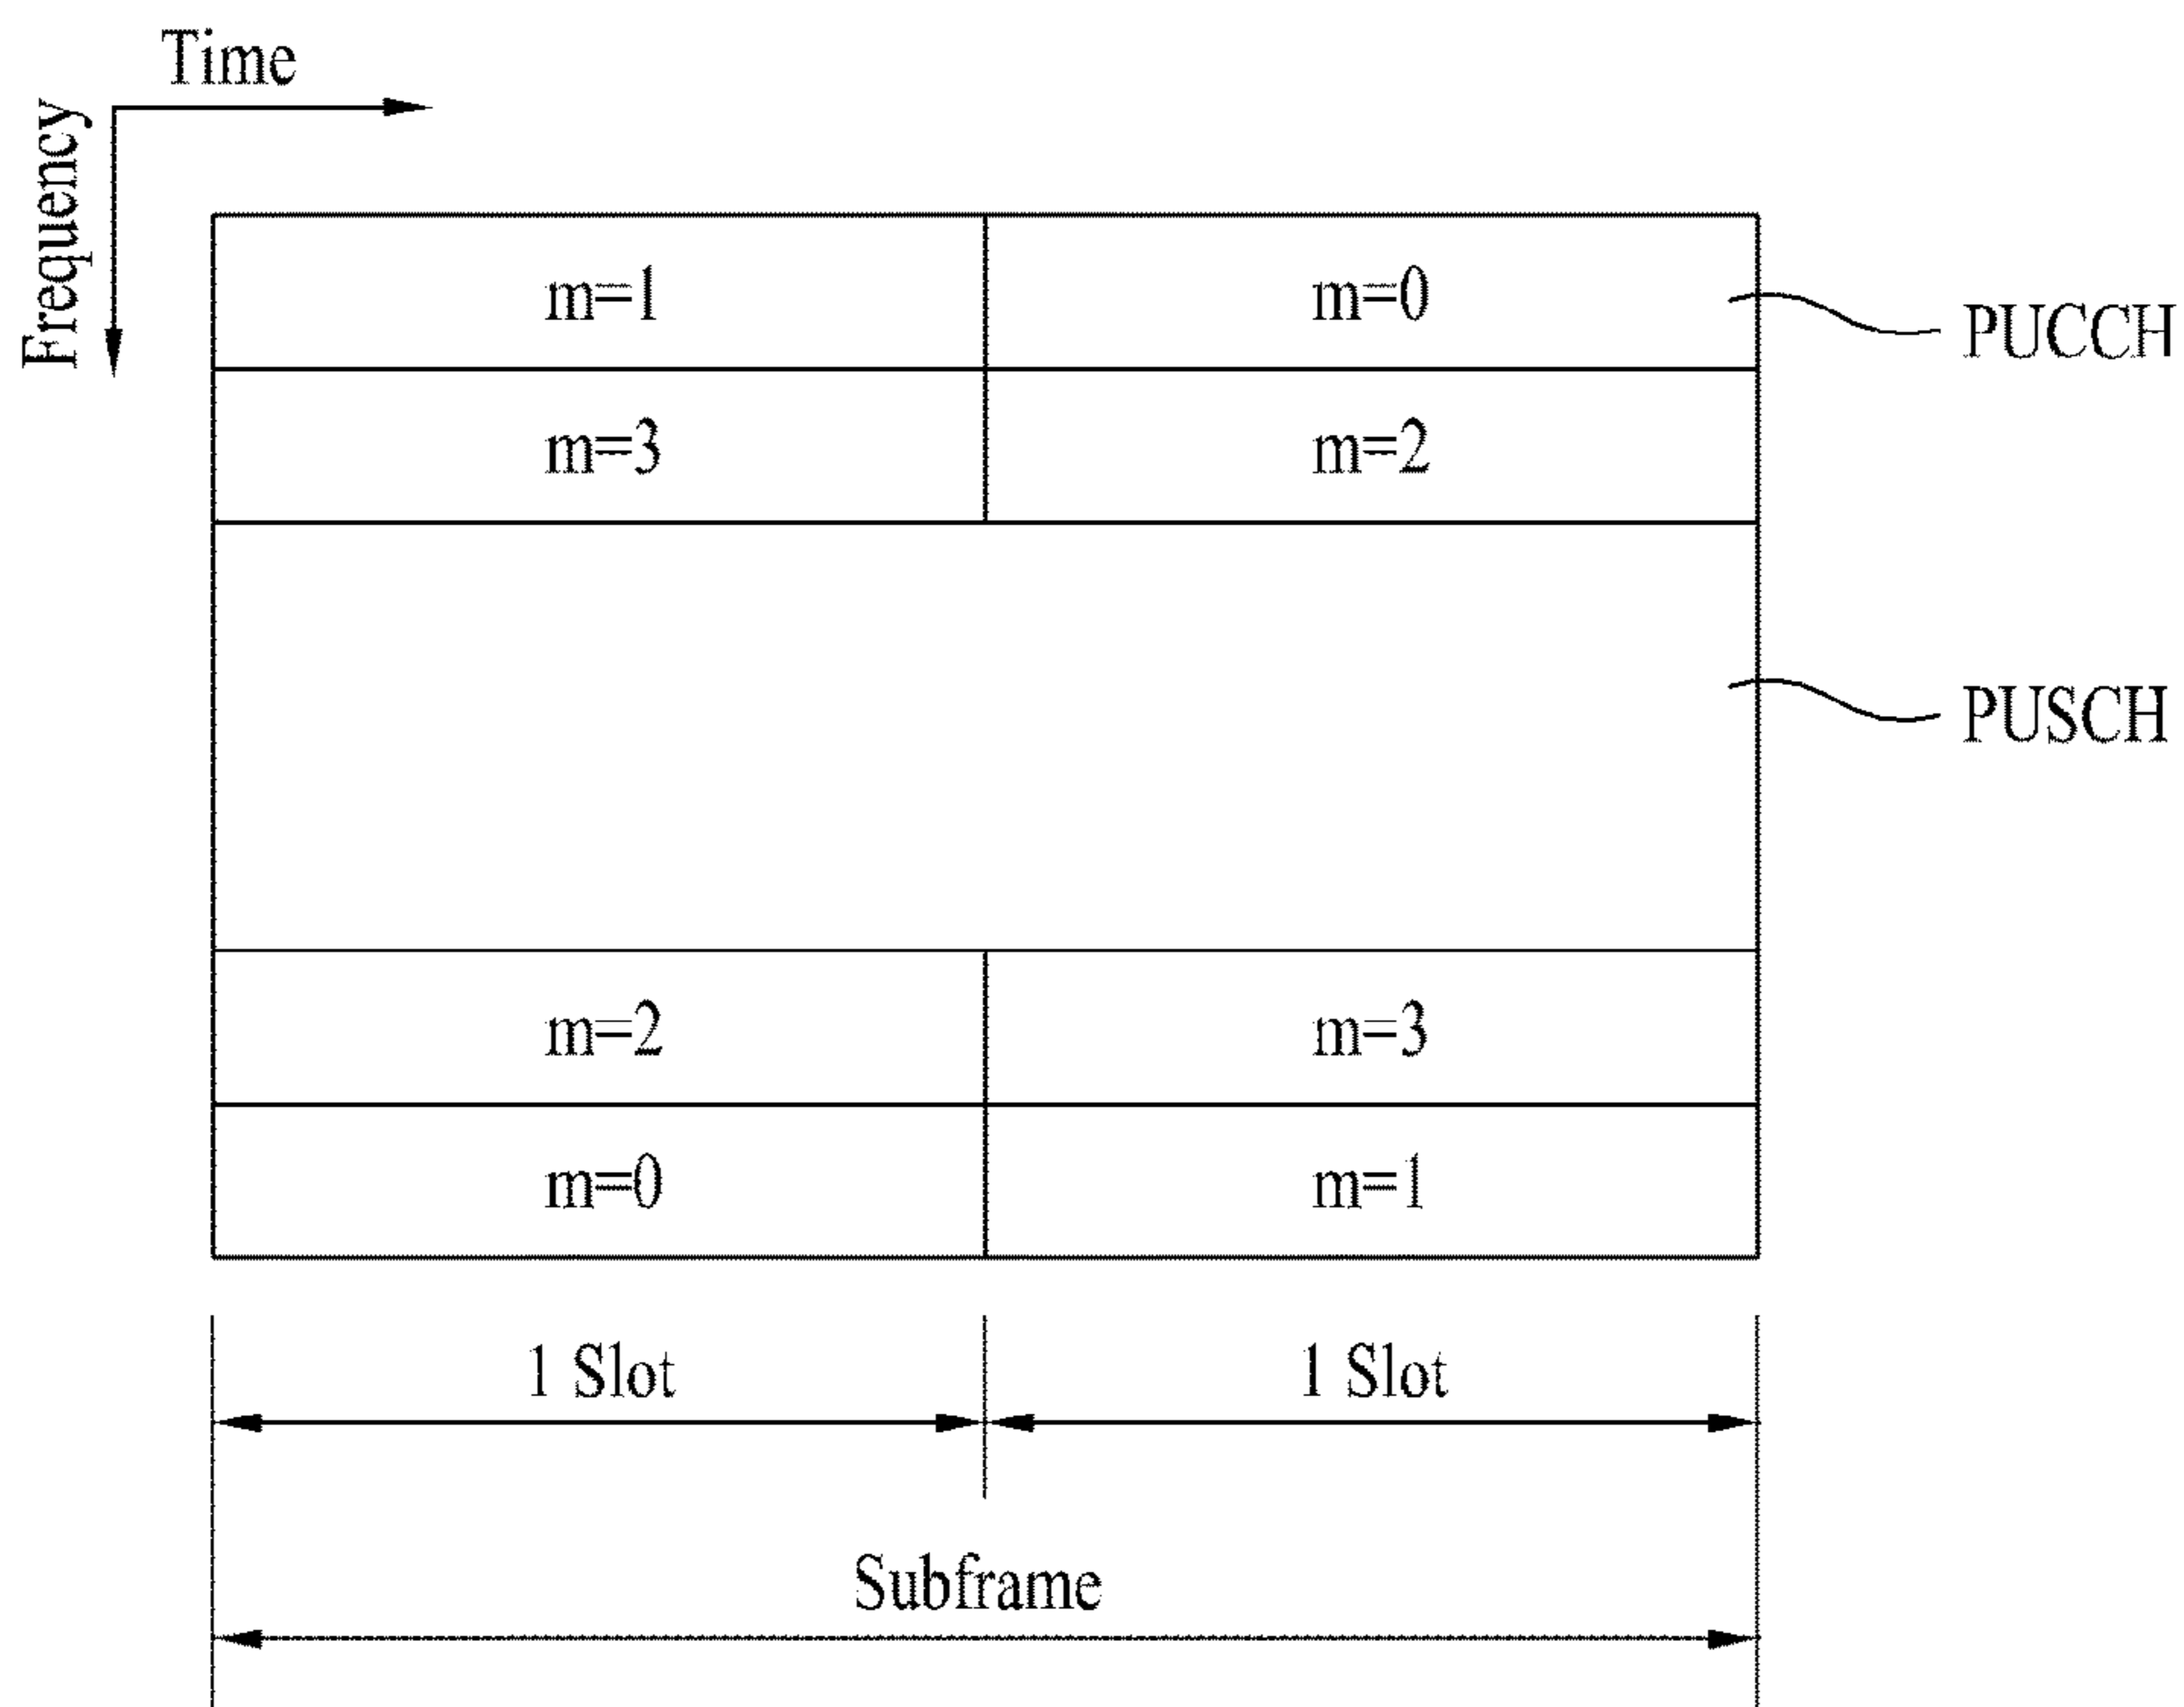 Time
Frequency
m=1 m=0
PUCCH
m=3 m=2
PUSCH
m=2 m=3
m=0 m=1
1 Slot 1 Slot
Subframe